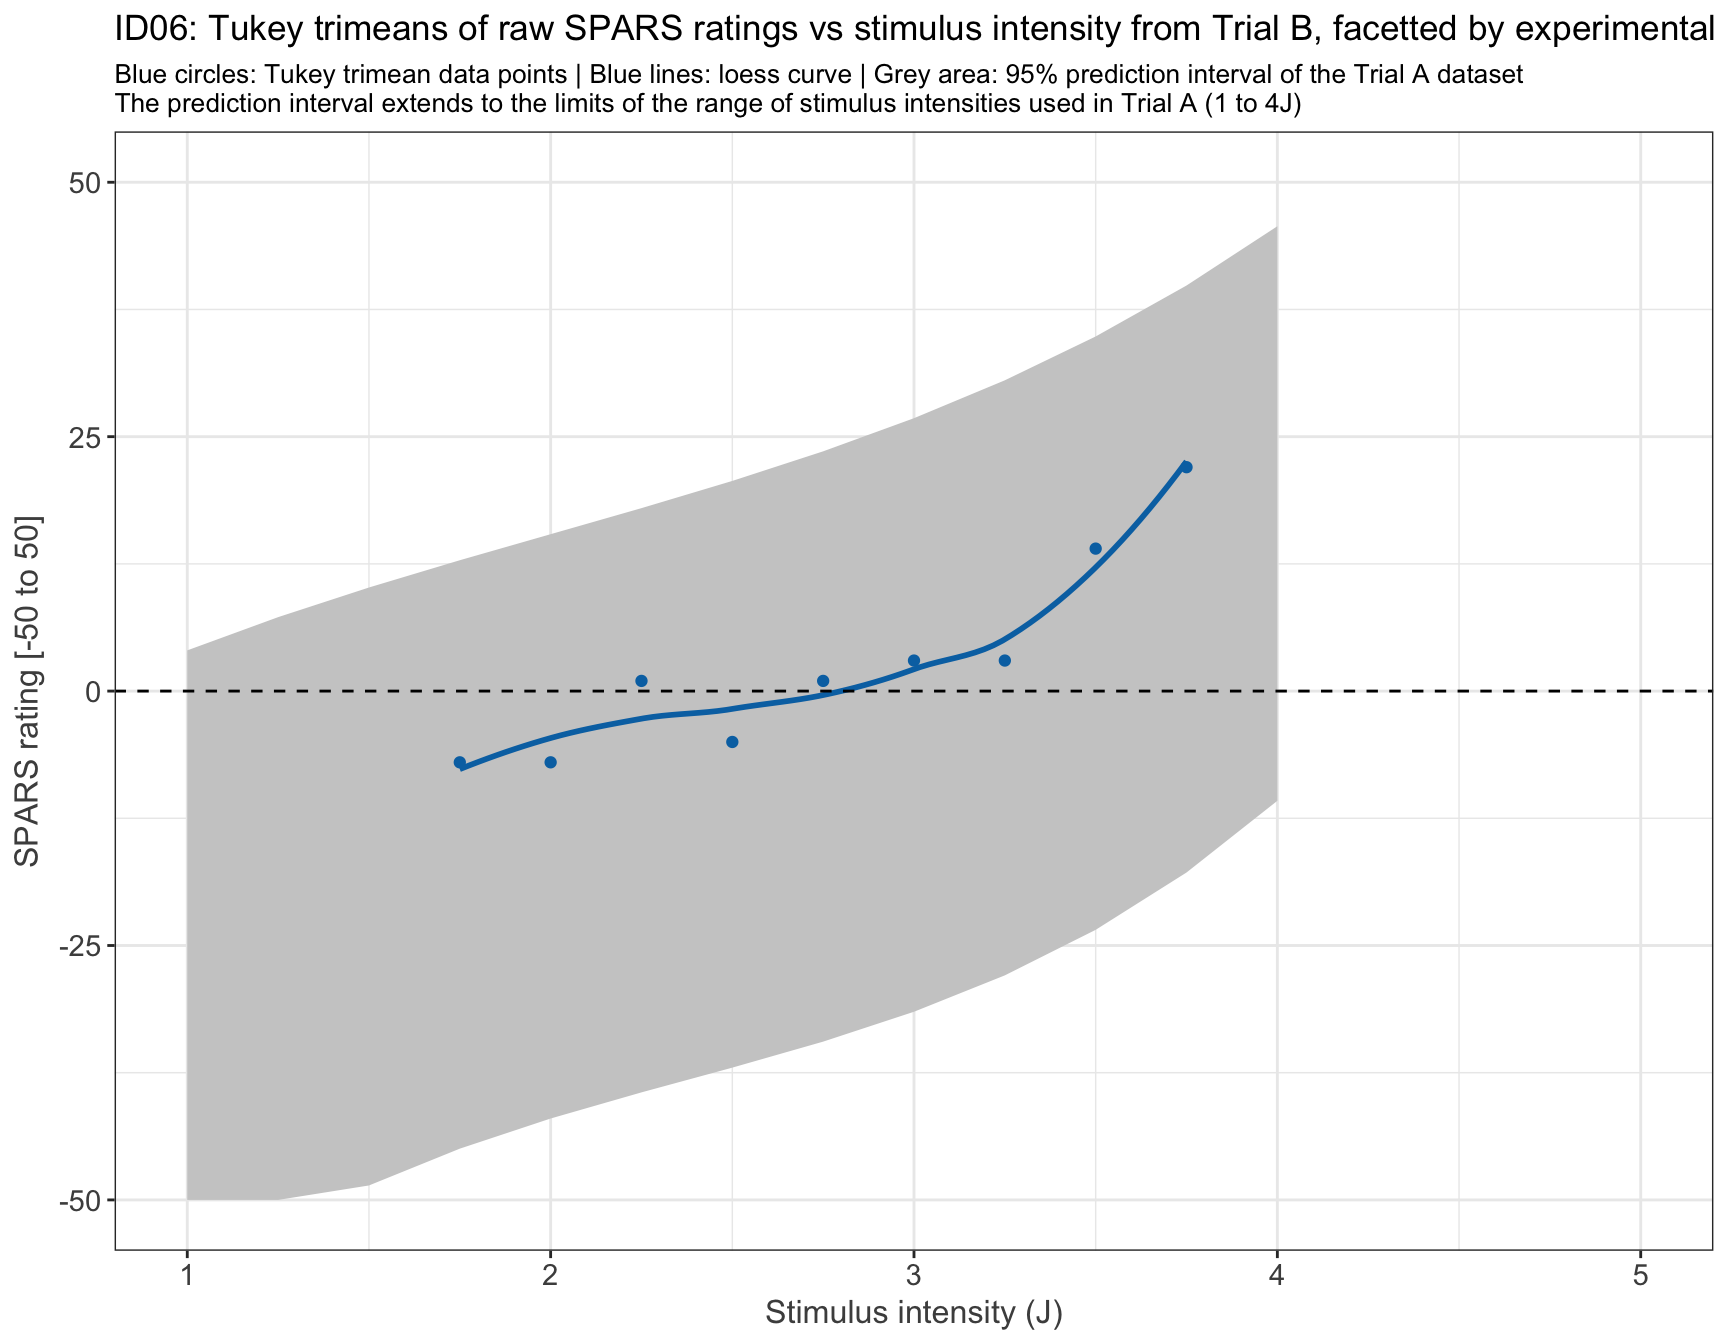 ID06: Tukey trimeans of raw SPARS ratings vs stimulus intensity from Trial B, facetted by experimental
Blue circles: Tukey trimean data points | Blue lines: loess curve | Grey area: 95% prediction interval of the Trial A dataset
The prediction interval extends to the limits of the range of stimulus intensities used in Trial A (1 to 4J)
SPARS rating [-50 to 50]
50
25
0
-25
-50
1
2
3
4
5
Stimulus intensity (J)